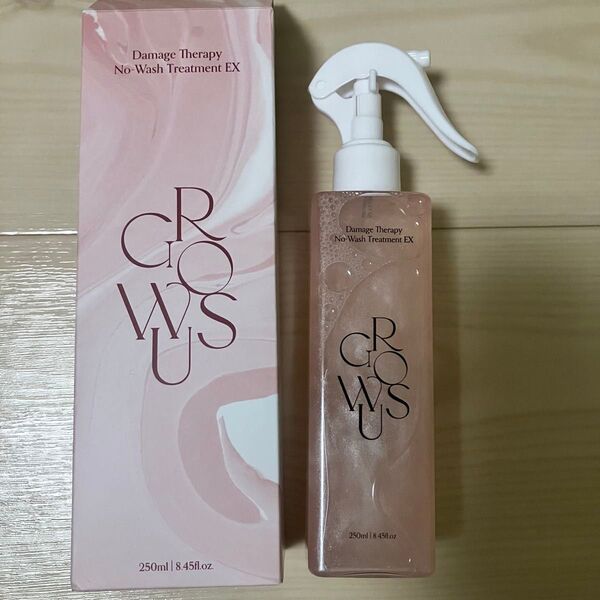 Damage Therapy
No-Wash Treatment EX
GROWUS
250ml | 8.45fl.oz.
Damage Therapy
No-Wash Treatment EX
GROWUS
250ml | 8.45fl.oz.